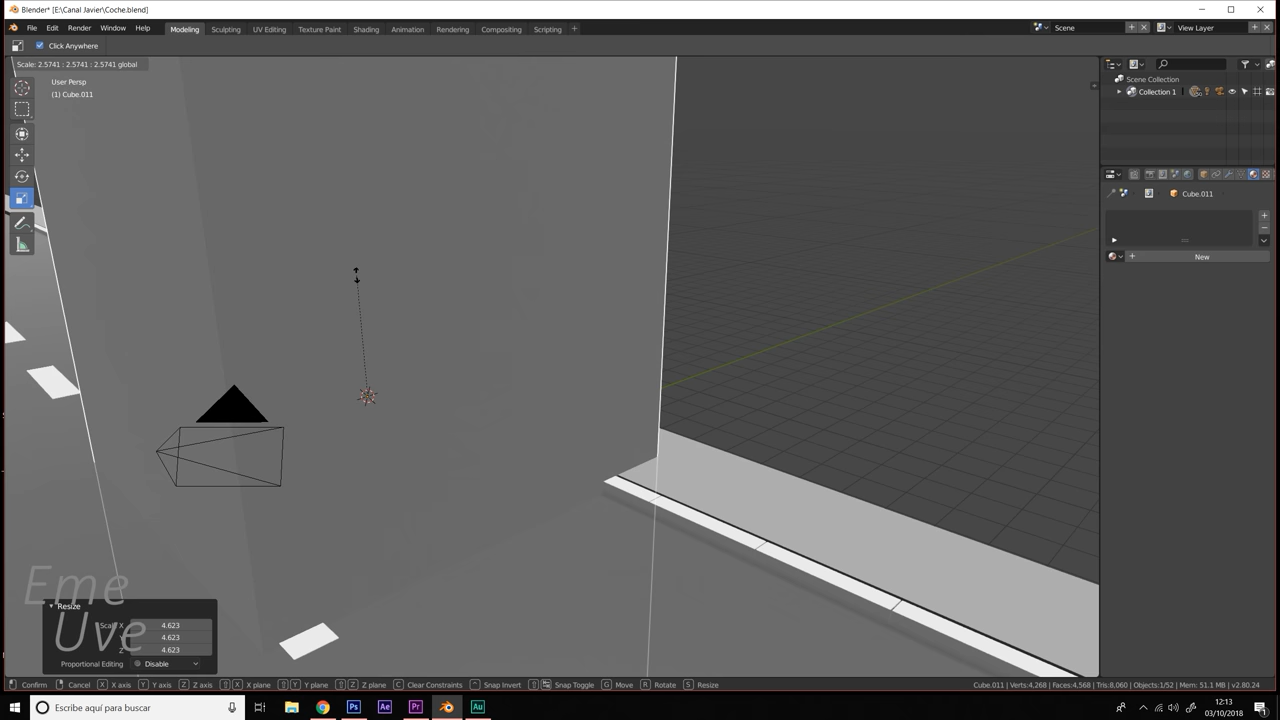 Blender* [E:\Canal Javier\Coche.blend]
File Edit Render Window Help
Modeling Sculpting UV Editing Texture Paint Shading Animation Rendering Compositing Scripting +
Scene
View Layer
Click Anywhere
Scale: 2.5741 : 2.5741 : 2.5741 global
User Persp
(1) Cube.011
Scene Collection
Collection 1
Cube.011
New
Eme
Uve
Resize
Scale X 4.623
Y 4.623
Z 4.623
Proportional Editing Disable
Confirm Cancel X X axis Y Y axis Z Z axis X X plane Y Y plane Z Z plane C Clear Constraints Snap Invert Snap Toggle G Move R Rotate S Resize
Cube.011 | Verts:4,268 | Faces:4,568 | Tris:8,060 | Objects:1/52 | Mem: 51.1 MB | v2.80.24
Escribe aquí para buscar
Ps Ae Pr Au
12:13
03/10/2018
1